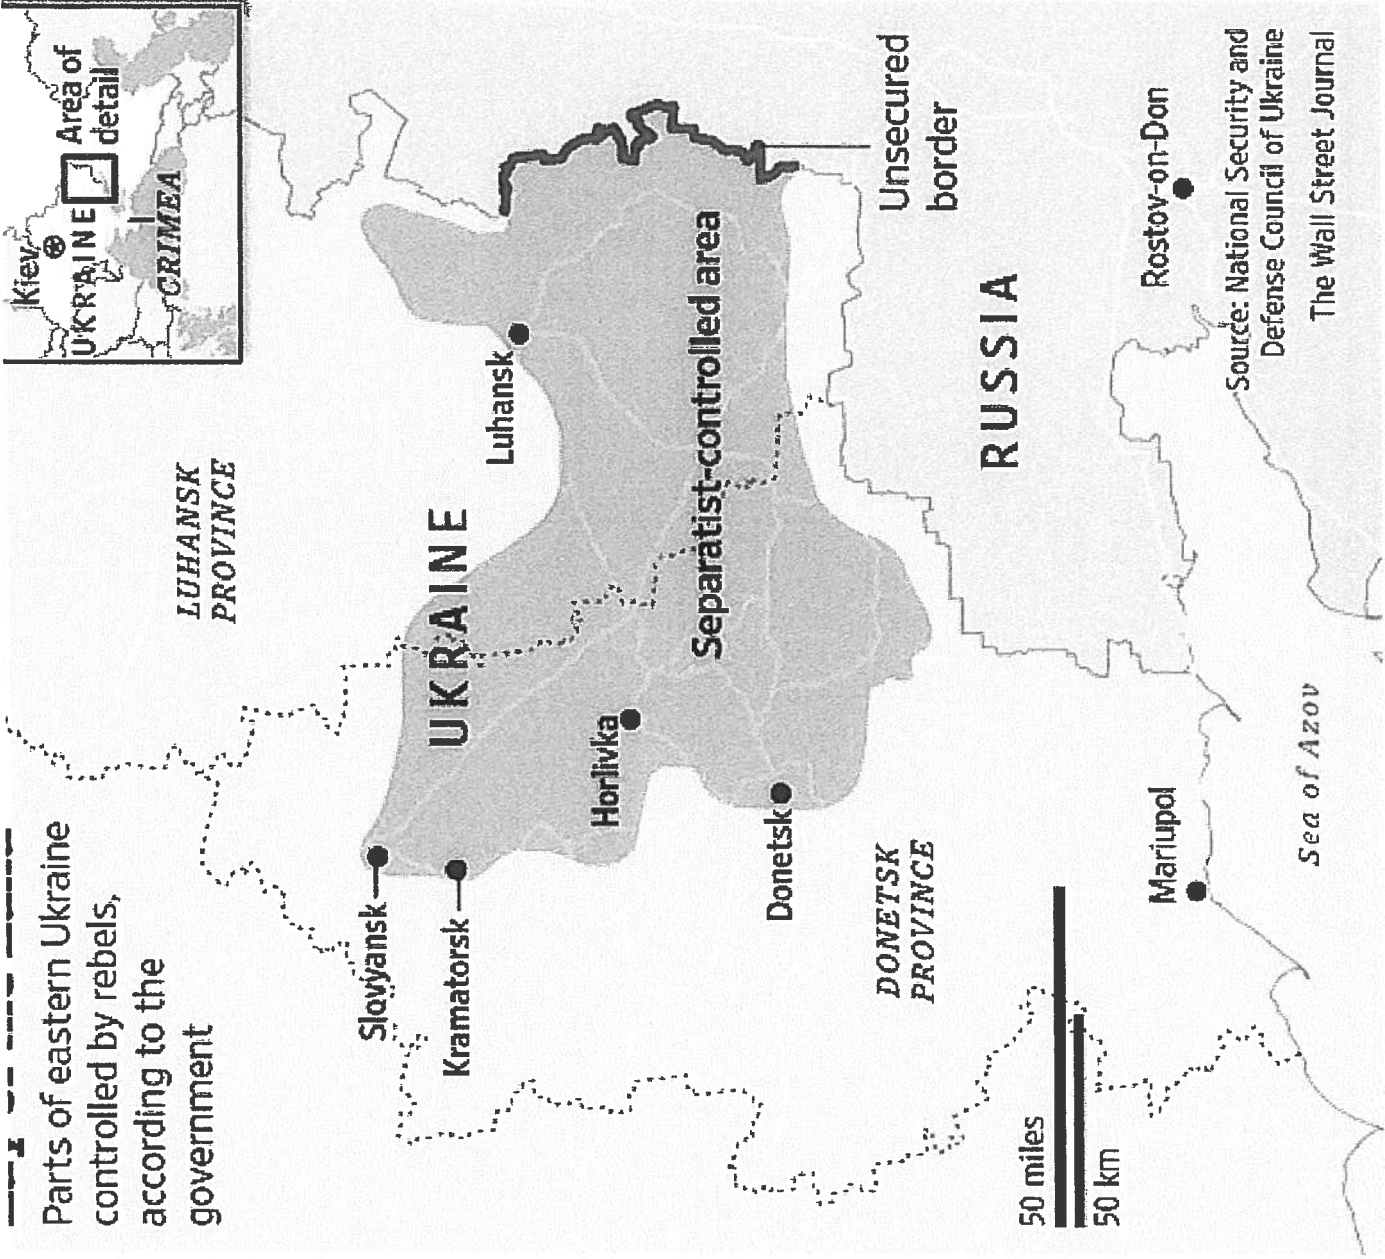 Parts of eastern Ukraine
controlled by rebels,
according to the
government
Kiev
UKRAINE
Area of
detail
CRIMEA
LUHANSK
PROVINCE
UKRAINE
Luhansk
Slovyansk
Kramatorsk
Horlivka
Separatist-controlled area
Donetsk
Unsecured
border
DONETSK
PROVINCE
RUSSIA
50 miles
50 km
Mariupol
Rostov-on-Don
Sea of Azov
Source: National Security and
Defense Council of Ukraine
The Wall Street Journal